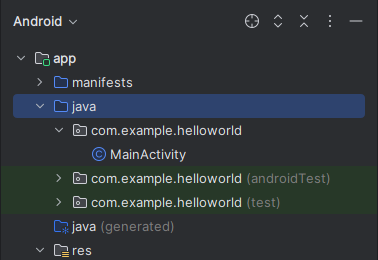 Android
app
manifests
java
com.example.helloworld
MainActivity
com.example.helloworld (androidTest)
com.example.helloworld (test)
java (generated)
res